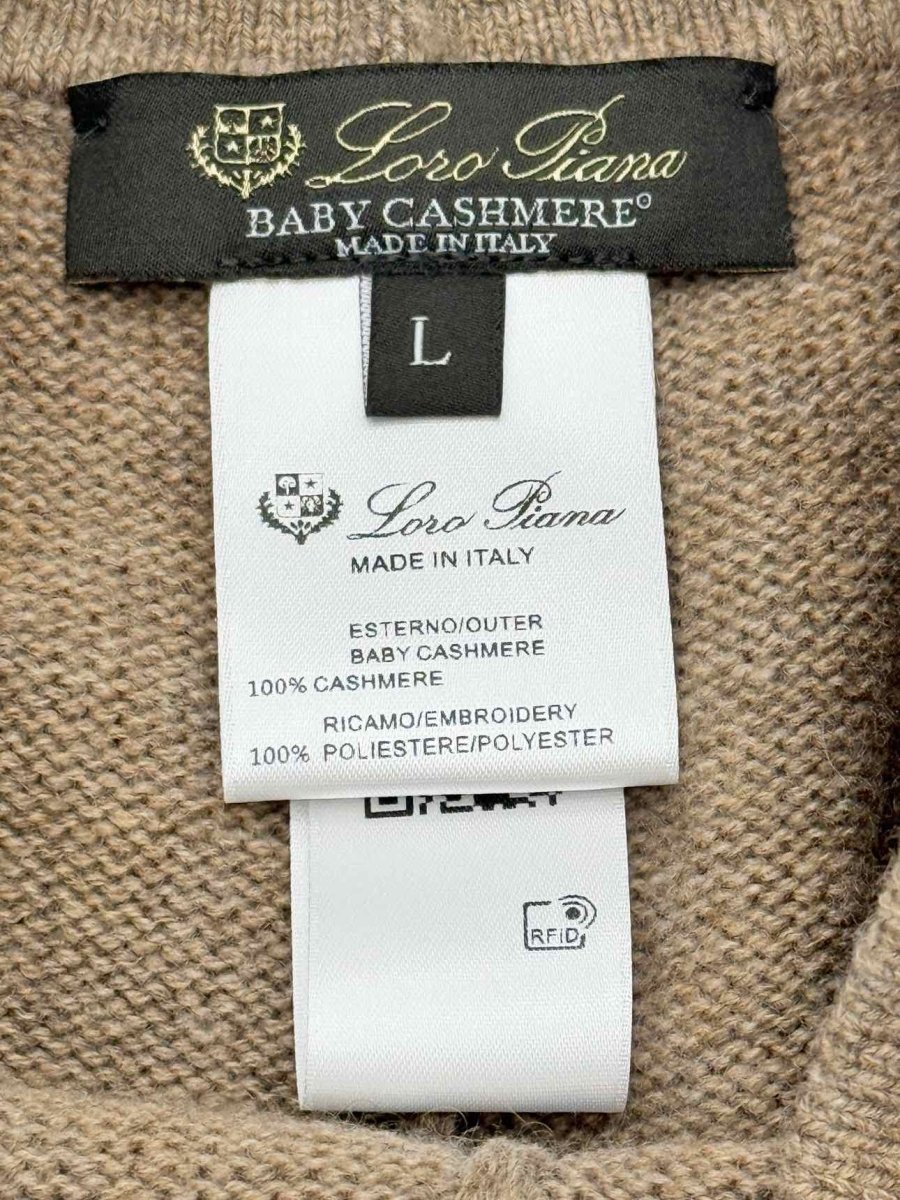 Loro Piana
BABY CASHMERE®
MADE IN ITALY
L
Loro Piana
MADE IN ITALY
ESTERNO/OUTER
BABY CASHMERE
100% CASHMERE
RICAMO/EMBROIDERY
100% POLIESTERE/POLYESTER
RFID